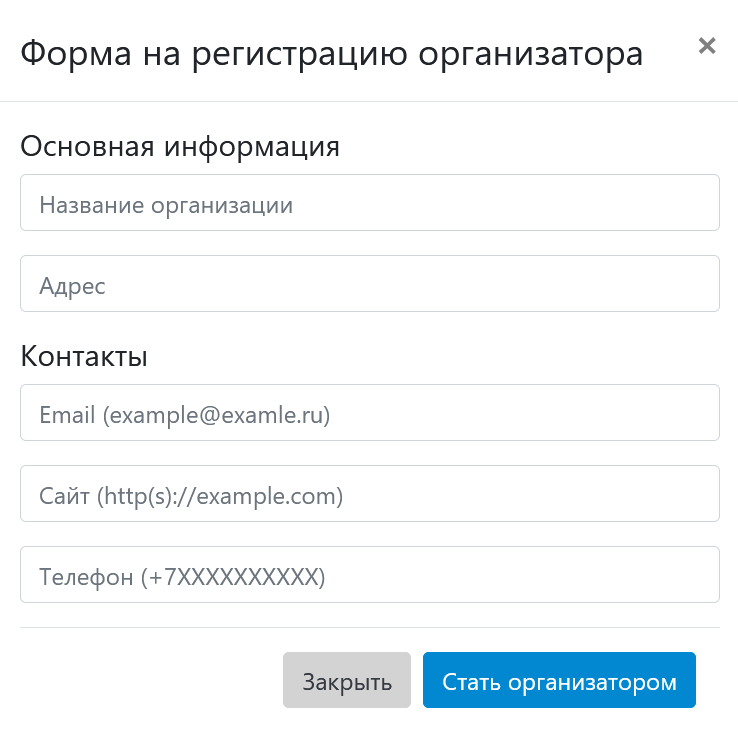 Форма на регистрацию организатора
×
Основная информация
Название организации
Адрес
Контакты
Email (example@examle.ru)
Сайт (http(s)://example.com)
Телефон (+7XXXXXXXXXX)
Закрыть
Стать организатором